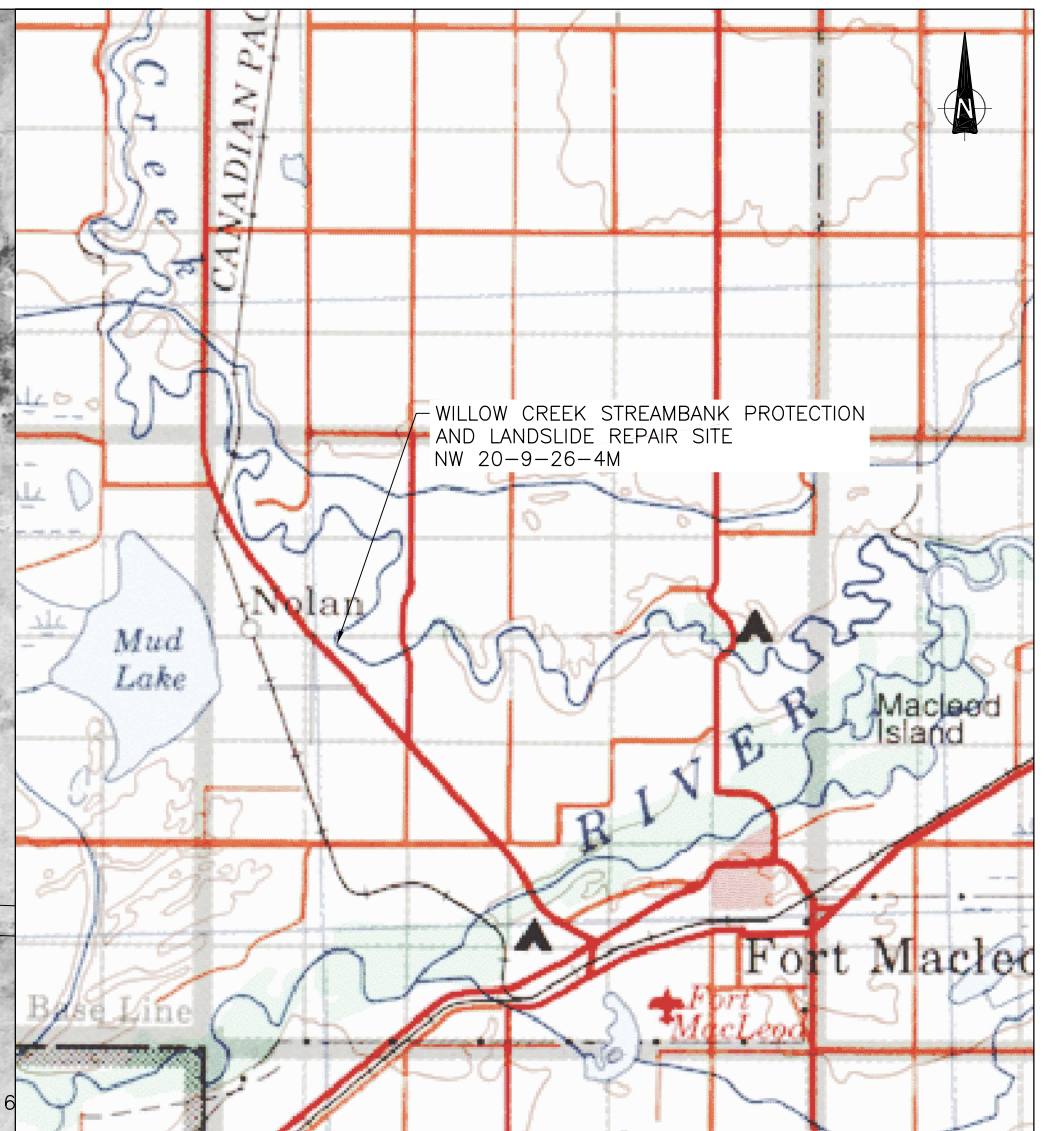 Creek
CANADIAN PAC
N
WILLOW CREEK STREAMBANK PROTECTION
AND LANDSLIDE REPAIR SITE
NW 20-9-26-4M
Nolan
Mud
Lake
Macleod
Island
RIVER
Fort Macleo
Base Line
Fort
MacLeod
6